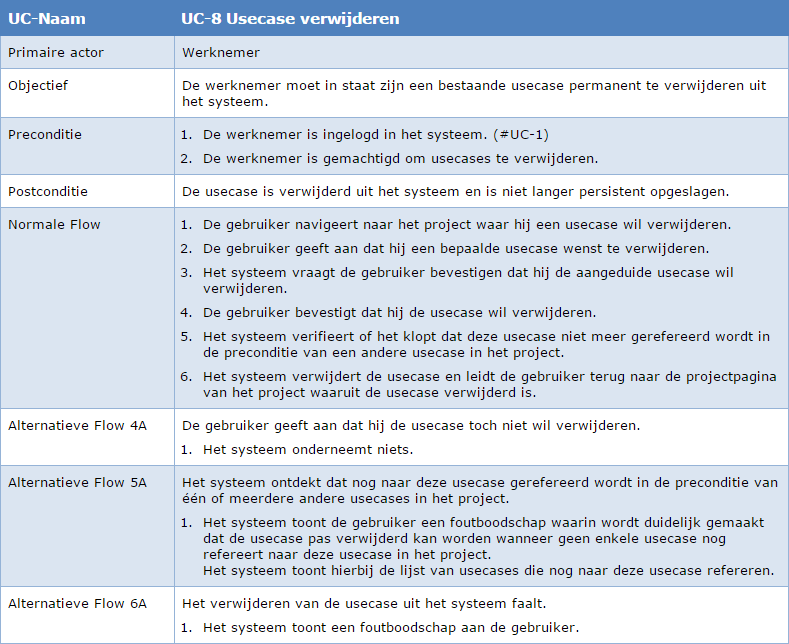 UC-Naam UC-8 Usecase verwijderen
Primaire actor Werknemer
Objectief De werknemer moet in staat zijn een bestaande usecase permanent te verwijderen uit
het systeem.
Preconditie 1. De werknemer is ingelogd in het systeem. (#UC-1)
2. De werknemer is gemachtigd om usecases te verwijderen.
Postconditie De usecase is verwijderd uit het systeem en is niet langer persistent opgeslagen.
Normale Flow 1. De gebruiker navigeert naar het project waar hij een usecase wil verwijderen.
2. De gebruiker geeft aan dat hij een bepaalde usecase wenst te verwijderen.
3. Het systeem vraagt de gebruiker bevestigen dat hij de aangeduide usecase wil
verwijderen.
4. De gebruiker bevestigt dat hij de usecase wil verwijderen.
5. Het systeem verifieert of het klopt dat deze usecase niet meer gerefereerd wordt in
de preconditie van een andere usecase in het project.
6. Het systeem verwijdert de usecase en leidt de gebruiker terug naar de projectpagina
van het project waaruit de usecase verwijderd is.
Alternatieve Flow 4A De gebruiker geeft aan dat hij de usecase toch niet wil verwijderen.
1. Het systeem onderneemt niets.
Alternatieve Flow 5A Het systeem ontdekt dat nog naar deze usecase gerefereerd wordt in de preconditie van
één of meerdere andere usecases in het project.
1. Het systeem toont de gebruiker een foutboodschap waarin wordt duidelijk gemaakt
dat de usecase pas verwijderd kan worden wanneer geen enkele usecase nog
refereert naar deze usecase in het project.
Het systeem toont hierbij de lijst van usecases die nog naar deze usecase refereren.
Alternatieve Flow 6A Het verwijderen van de usecase uit het systeem faalt.
1. Het systeem toont een foutboodschap aan de gebruiker.